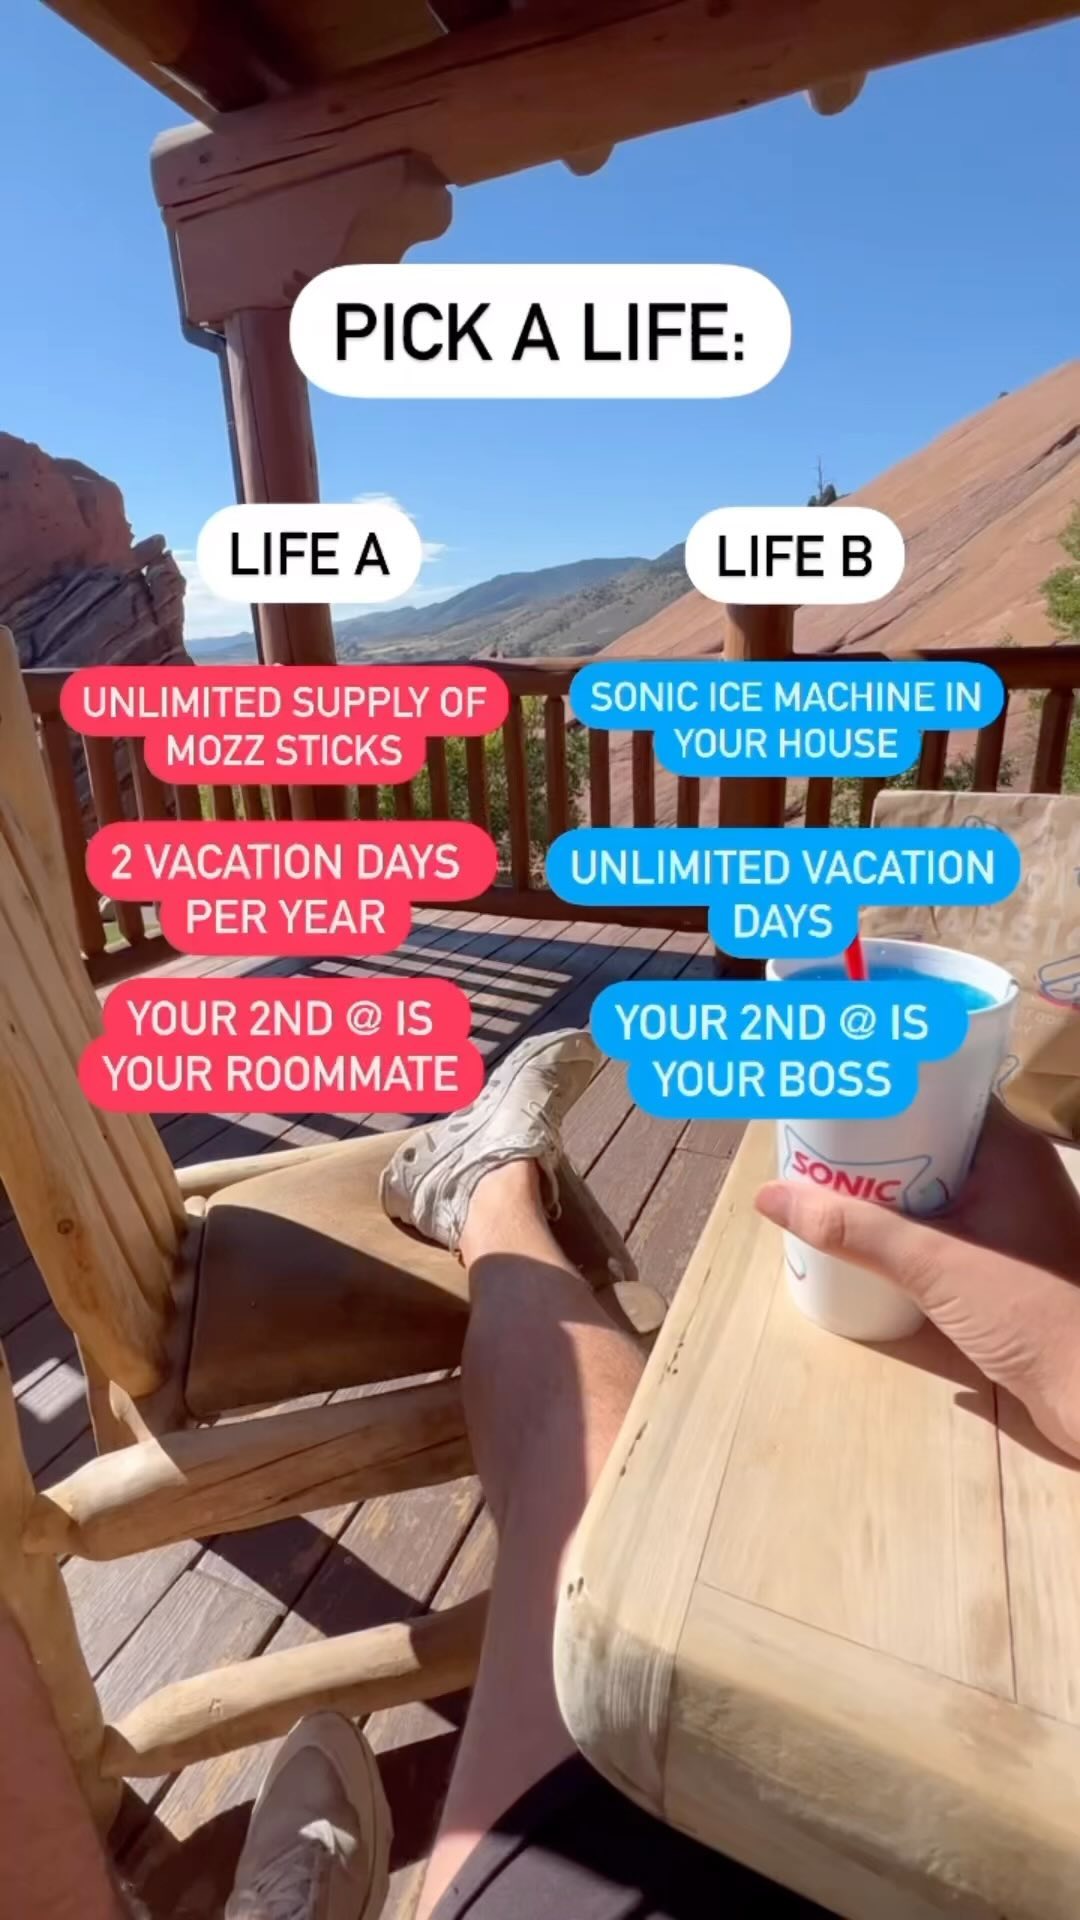 PICK A LIFE:
LIFE A
UNLIMITED SUPPLY OF
MOZZ STICKS
2 VACATION DAYS
PER YEAR
YOUR 2ND @ IS
YOUR ROOMMATE
LIFE B
SONIC ICE MACHINE IN
YOUR HOUSE
UNLIMITED VACATION
DAYS
YOUR 2ND @ IS
YOUR BOSS
SONIC